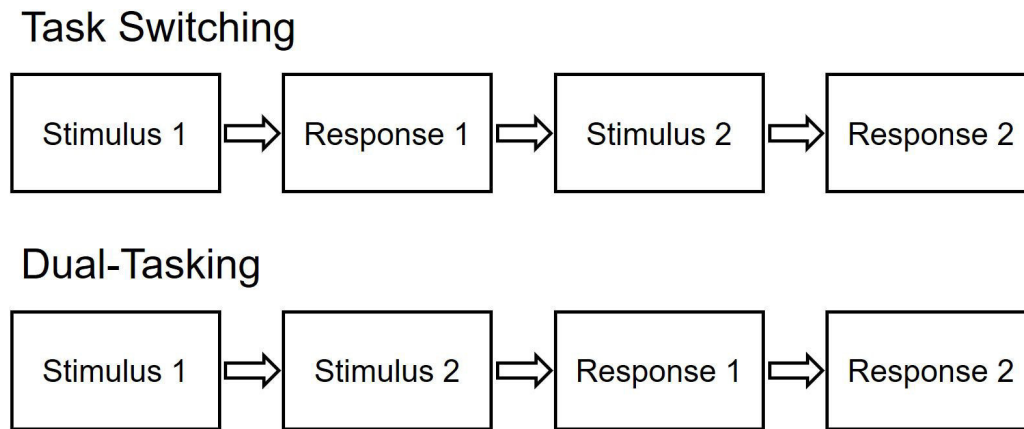 Task Switching
Stimulus 1
Response 1
Stimulus 2
Response 2
Dual-Tasking
Stimulus 1
Stimulus 2
Response 1
Response 2